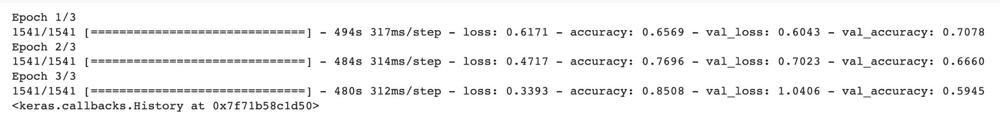 Epoch 1/3
1541/1541 [==============================] - 494s 317ms/step - loss: 0.6171 - accuracy: 0.6569 - val_loss: 0.6043 - val_accuracy: 0.7078
Epoch 2/3
1541/1541 [==============================] - 484s 314ms/step - loss: 0.4717 - accuracy: 0.7696 - val_loss: 0.7023 - val_accuracy: 0.6660
Epoch 3/3
1541/1541 [==============================] - 480s 312ms/step - loss: 0.3393 - accuracy: 0.8508 - val_loss: 1.0406 - val_accuracy: 0.5945
<keras.callbacks.History at 0x7f71b58c1d50>